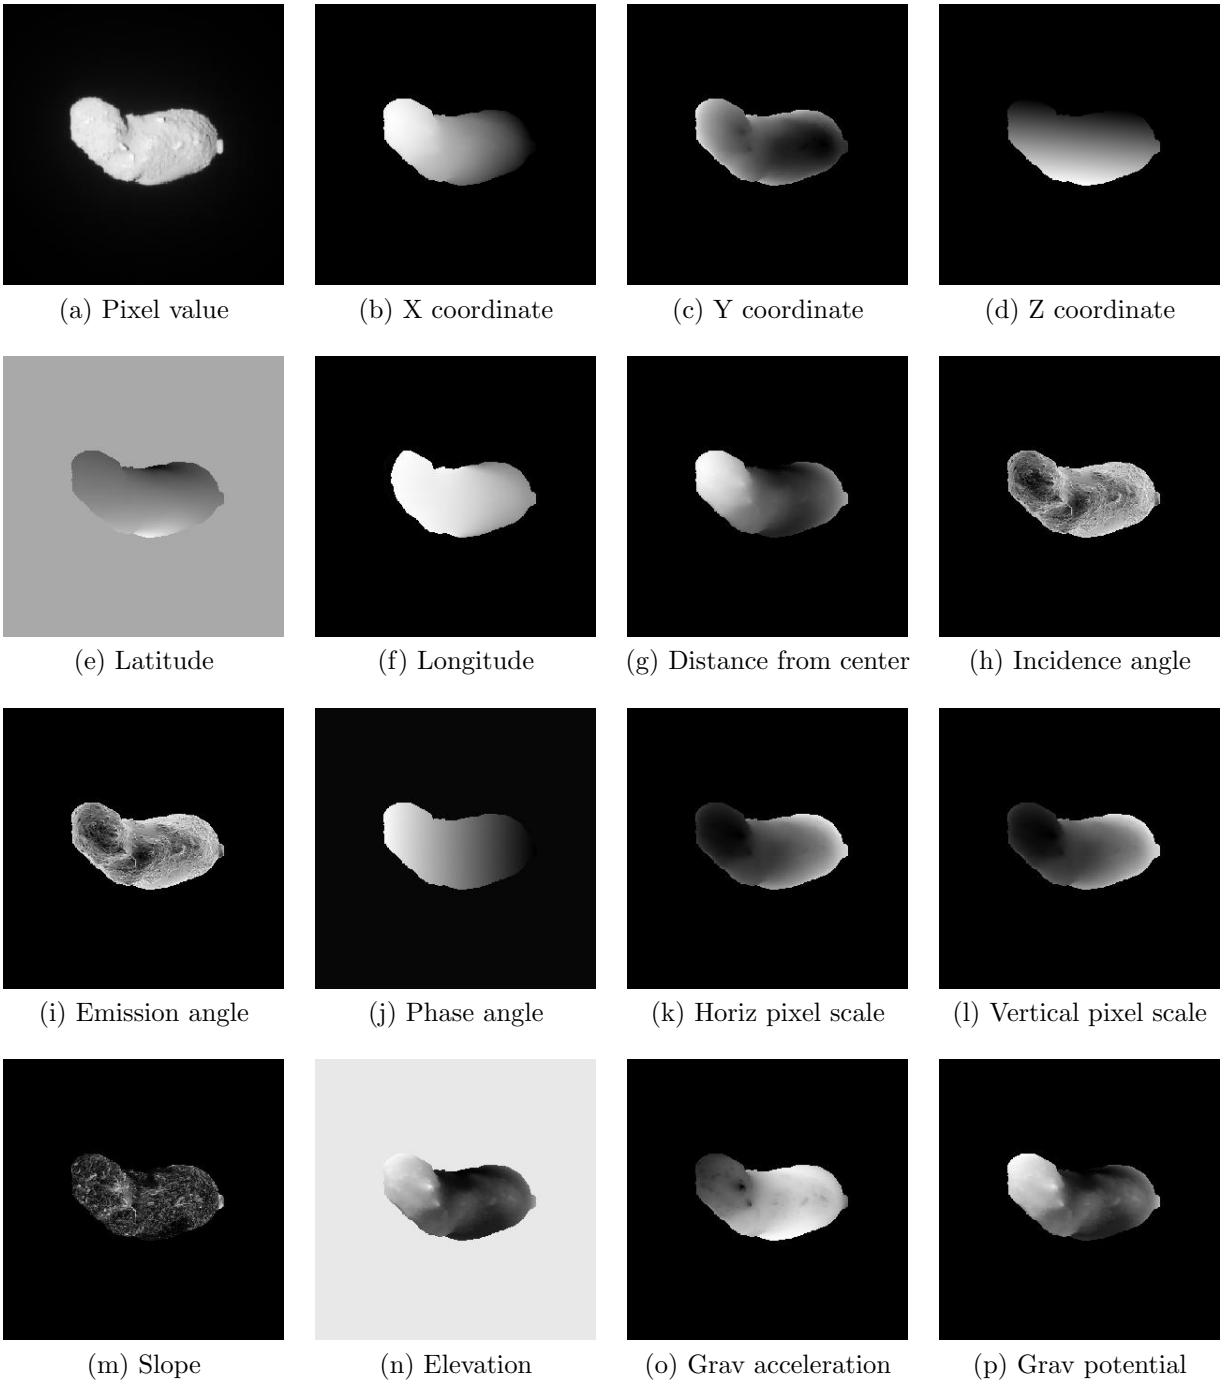 (a) Pixel value
(b) X coordinate
(c) Y coordinate
(d) Z coordinate
(e) Latitude
(f) Longitude
(g) Distance from center
(h) Incidence angle
(i) Emission angle
(j) Phase angle
(k) Horiz pixel scale
(l) Vertical pixel scale
(m) Slope
(n) Elevation
(o) Grav acceleration
(p) Grav potential